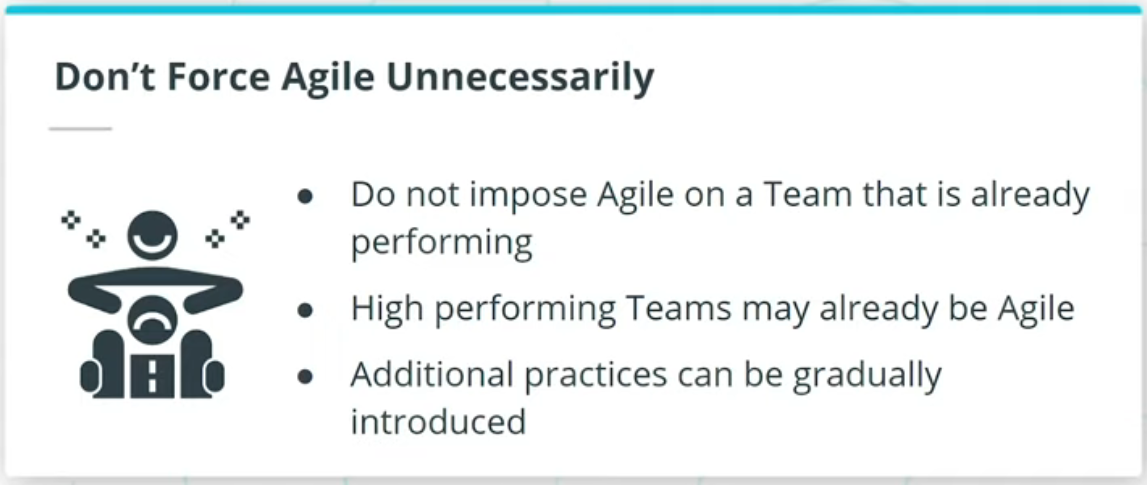 Don’t Force Agile Unnecessarily
● Do not impose Agile on a Team that is already
performing
● High performing Teams may already be Agile
● Additional practices can be gradually
introduced